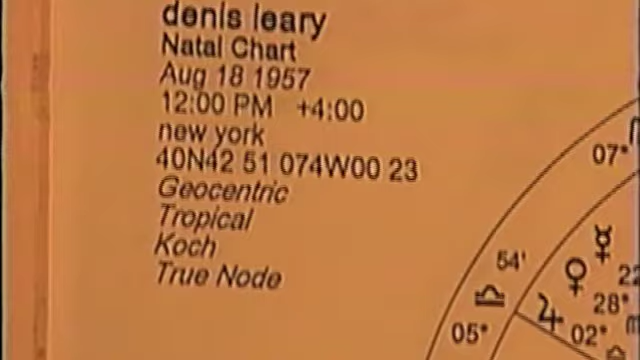 denis leary
Natal Chart
Aug 18 1957
12:00 PM +4:00
new york
40N42 51 074W00 23
Geocentric
Tropical
Koch
True Node
07°
54'
♎
05°
☿
♀ 22
28°
♃ 02°